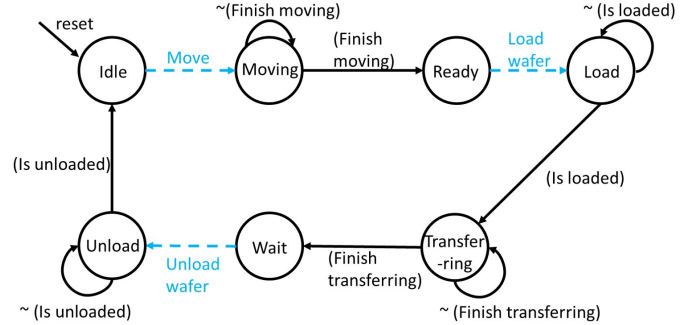 ~(Finish moving)
reset
~ (Is loaded)
(Finish
moving)
Load
wafer
Move
Idle
Moving
Ready
Load
(Is unloaded)
(Is loaded)
Unload
Wait
Transfer
-ring
Unload
wafer
(Finish
transferring)
~ (Is unloaded)
~ (Finish transferring)